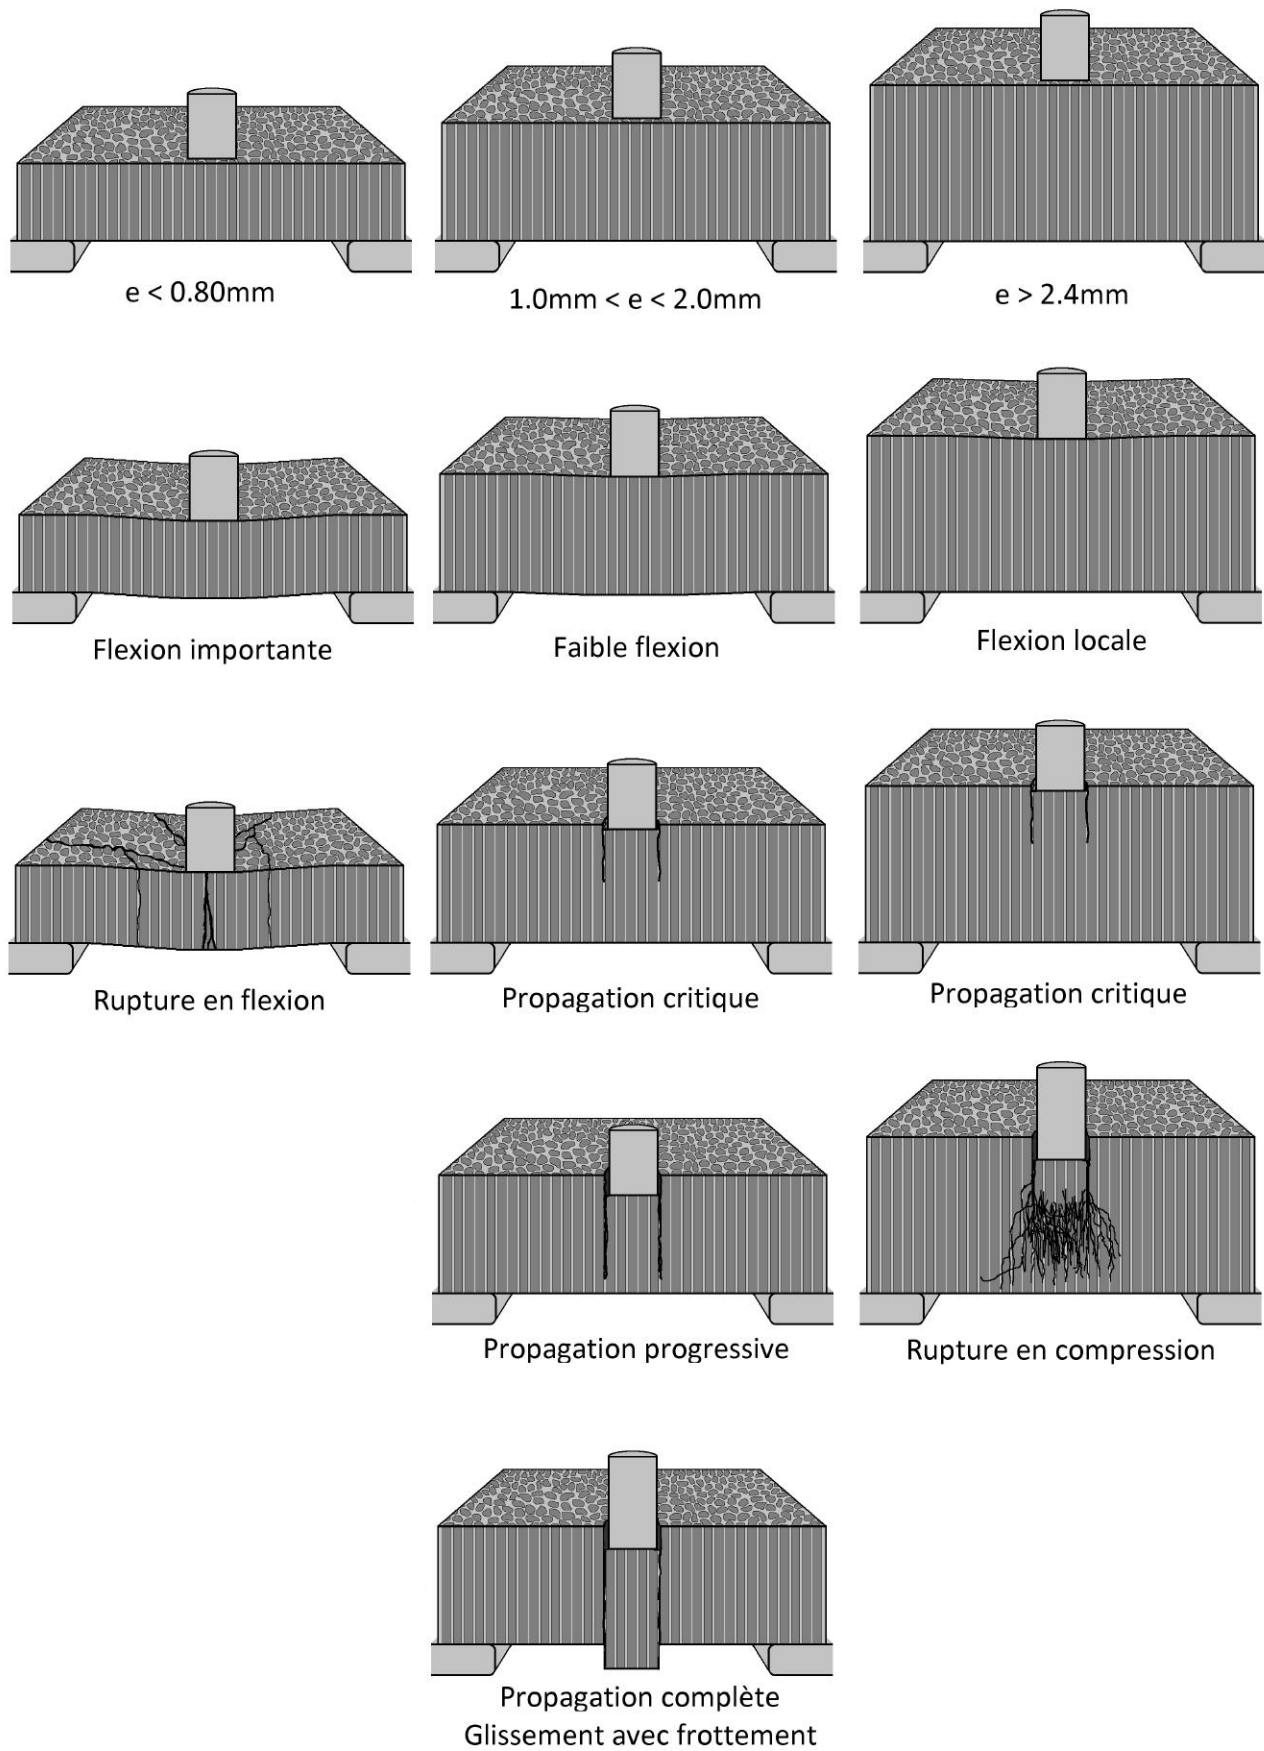 e < 0.80mm
1.0mm < e < 2.0mm
e > 2.4mm
Flexion importante
Faible flexion
Flexion locale
Rupture en flexion
Propagation critique
Propagation critique
Propagation progressive
Rupture en compression
Propagation complète
Glissement avec frottement